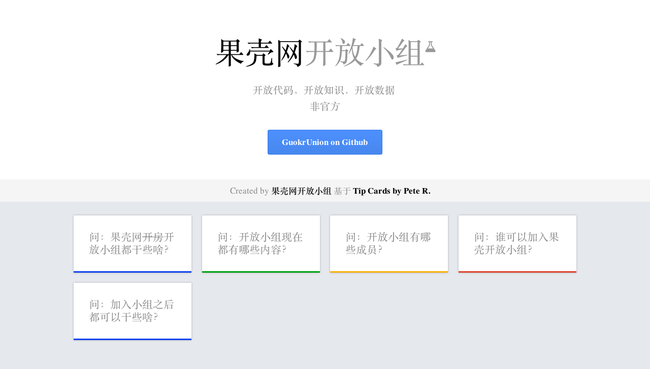 果壳网开放小组
开放代码、开放知识、开放数据
非官方
GuokrUnion on Github
Created by 果壳网开放小组 基于 Tip Cards by Pete R.
问：果壳网开房开
放小组都干些啥？
问：开放小组现在
都有哪些内容？
问：开放小组有哪
些成员？
问：谁可以加入果
壳开放小组？
问：加入小组之后
都可以干些啥？